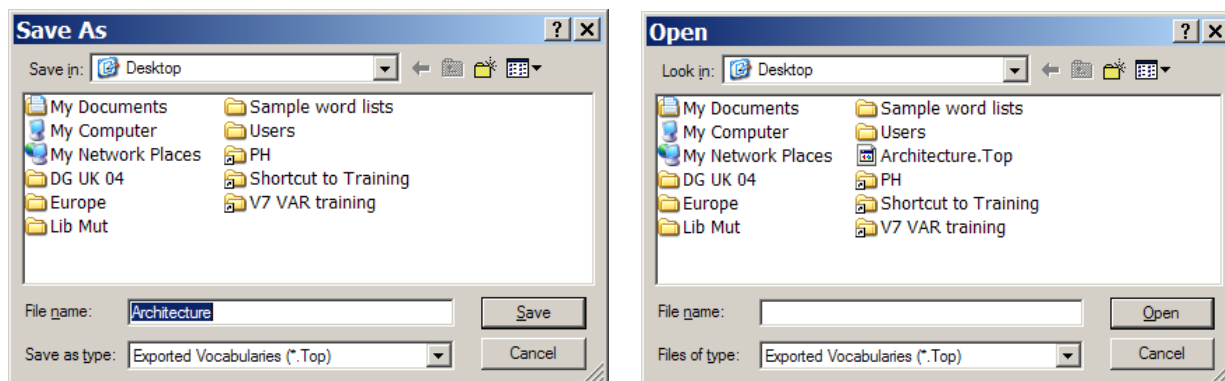 Save As
Save in: Desktop
My Documents Sample word lists
My Computer Users
My Network Places PH
DG UK 04 Shortcut to Training
Europe V7 VAR training
Lib Mut
File name: Architecture Save
Save as type: Exported Vocabularies (*.Top) Cancel
Open
Look in: Desktop
My Documents Sample word lists
My Computer Users
My Network Places Architecture.Top
DG UK 04 PH
Europe Shortcut to Training
Lib Mut V7 VAR training
File name: Open
Files of type: Exported Vocabularies (*.Top) Cancel